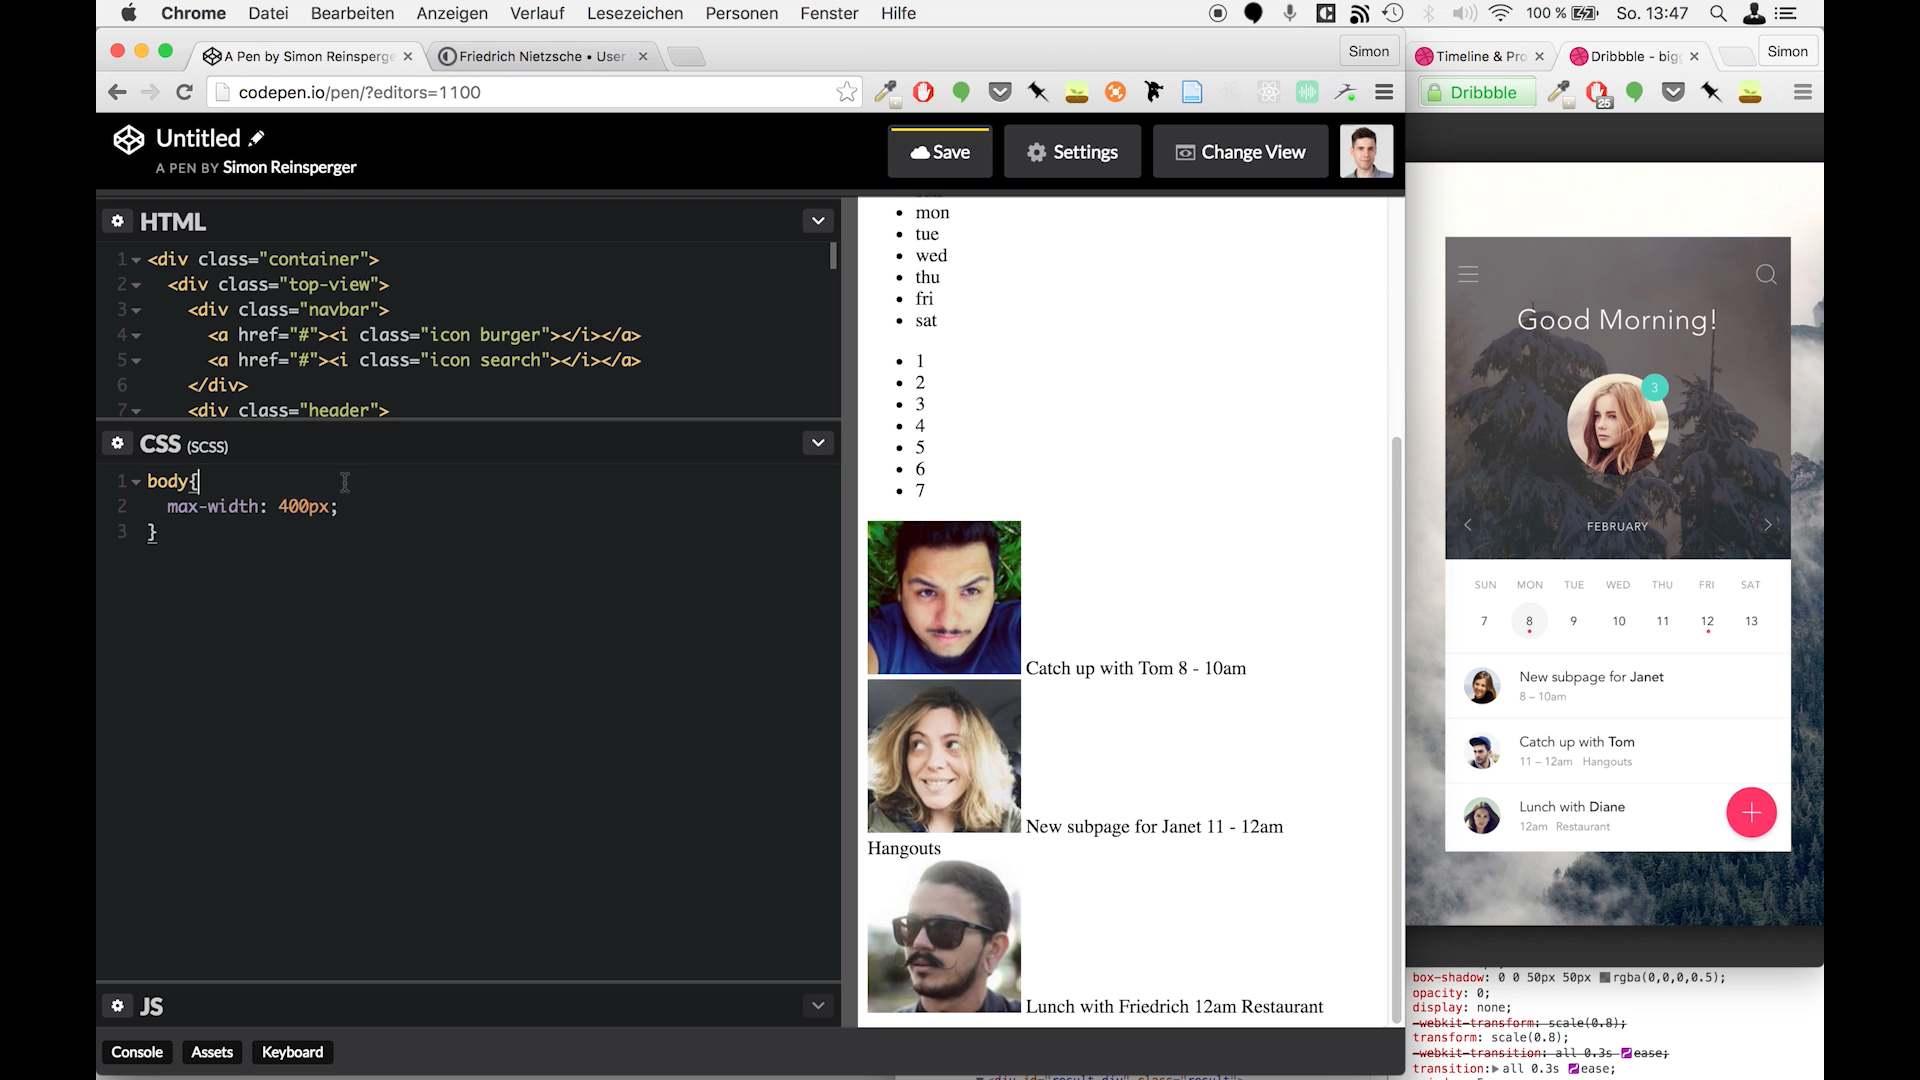 Chrome Datei Bearbeiten Anzeigen Verlauf Lesezeichen Personen Fenster Hilfe 100 % So. 13:47
A Pen by Simon Reinsperge Friedrich Nietzsche • User Simon
codepen.io/pen/?editors=1100
Untitled
A PEN BY Simon Reinsperger
Save Settings Change View
HTML
1 <div class="container">
2 <div class="top-view">
3 <div class="navbar">
4 <a href="#"><i class="icon burger"></i></a>
5 <a href="#"><i class="icon search"></i></a>
6 </div>
7 <div class="header">
CSS (SCSS)
1 body{
2 max-width: 400px;
3 }
JS
Console Assets Keyboard
• mon
• tue
• wed
• thu
• fri
• sat
• 1
• 2
• 3
• 4
• 5
• 6
• 7
Catch up with Tom 8 - 10am
New subpage for Janet 11 - 12am
Hangouts
Lunch with Friedrich 12am Restaurant
Timeline & Pro Dribbble - big Simon
Dribbble 25
Good Morning!
3
FEBRUARY
SUN MON TUE WED THU FRI SAT
7 8 9 10 11 12 13
New subpage for Janet
8 – 10am
Catch up with Tom
11 – 12am Hangouts
Lunch with Diane
12am Restaurant
box-shadow: 0 0 50px 50px rgba(0,0,0,0.5);
opacity: 0;
display: none;
-webkit-transform: scale(0.8);
transform: scale(0.8);
-webkit-transition: all 0.3s ease;
transition: all 0.3s ease;